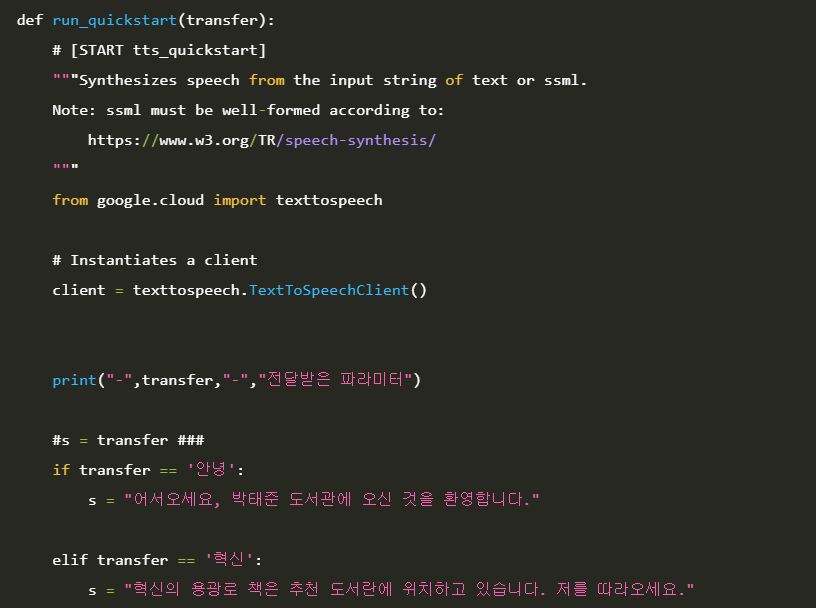 def run_quickstart(transfer):
# [START tts_quickstart]
"""Synthesizes speech from the input string of text or ssml.
Note: ssml must be well-formed according to:
https://www.w3.org/TR/speech-synthesis/
"""
from google.cloud import texttospeech
# Instantiates a client
client = texttospeech.TextToSpeechClient()
print("-",transfer,"-","전달받은 파라미터")
#s = transfer ###
if transfer == '안녕':
s = "어서오세요, 박태준 도서관에 오신 것을 환영합니다."
elif transfer == '혁신':
s = "혁신의 용광로 책은 추천 도서란에 위치하고 있습니다. 저를 따라오세요."